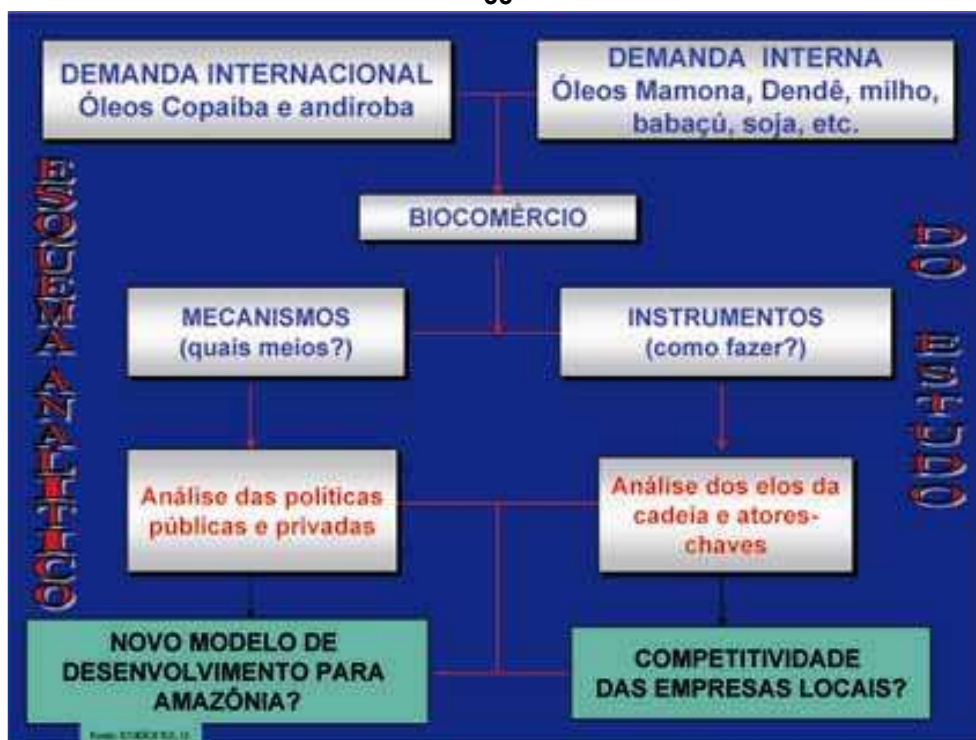 DEMANDA INTERNACIONAL
Óleos Copaiba e andiroba
DEMANDA INTERNA
Óleos Mamona, Dendê, milho,
babaçú, soja, etc.
BIOCOMÉRCIO
MECANISMOS
(quais meios?)
INSTRUMENTOS
(como fazer?)
Análise das políticas
públicas e privadas
Análise dos elos da
cadeia e atores-
chaves
NOVO MODELO DE
DESENVOLVIMENTO PARA
AMAZÔNIA?
COMPETITIVIDADE
DAS EMPRESAS LOCAIS?
ESQUEMA ANALITICO
DO ESTUDO